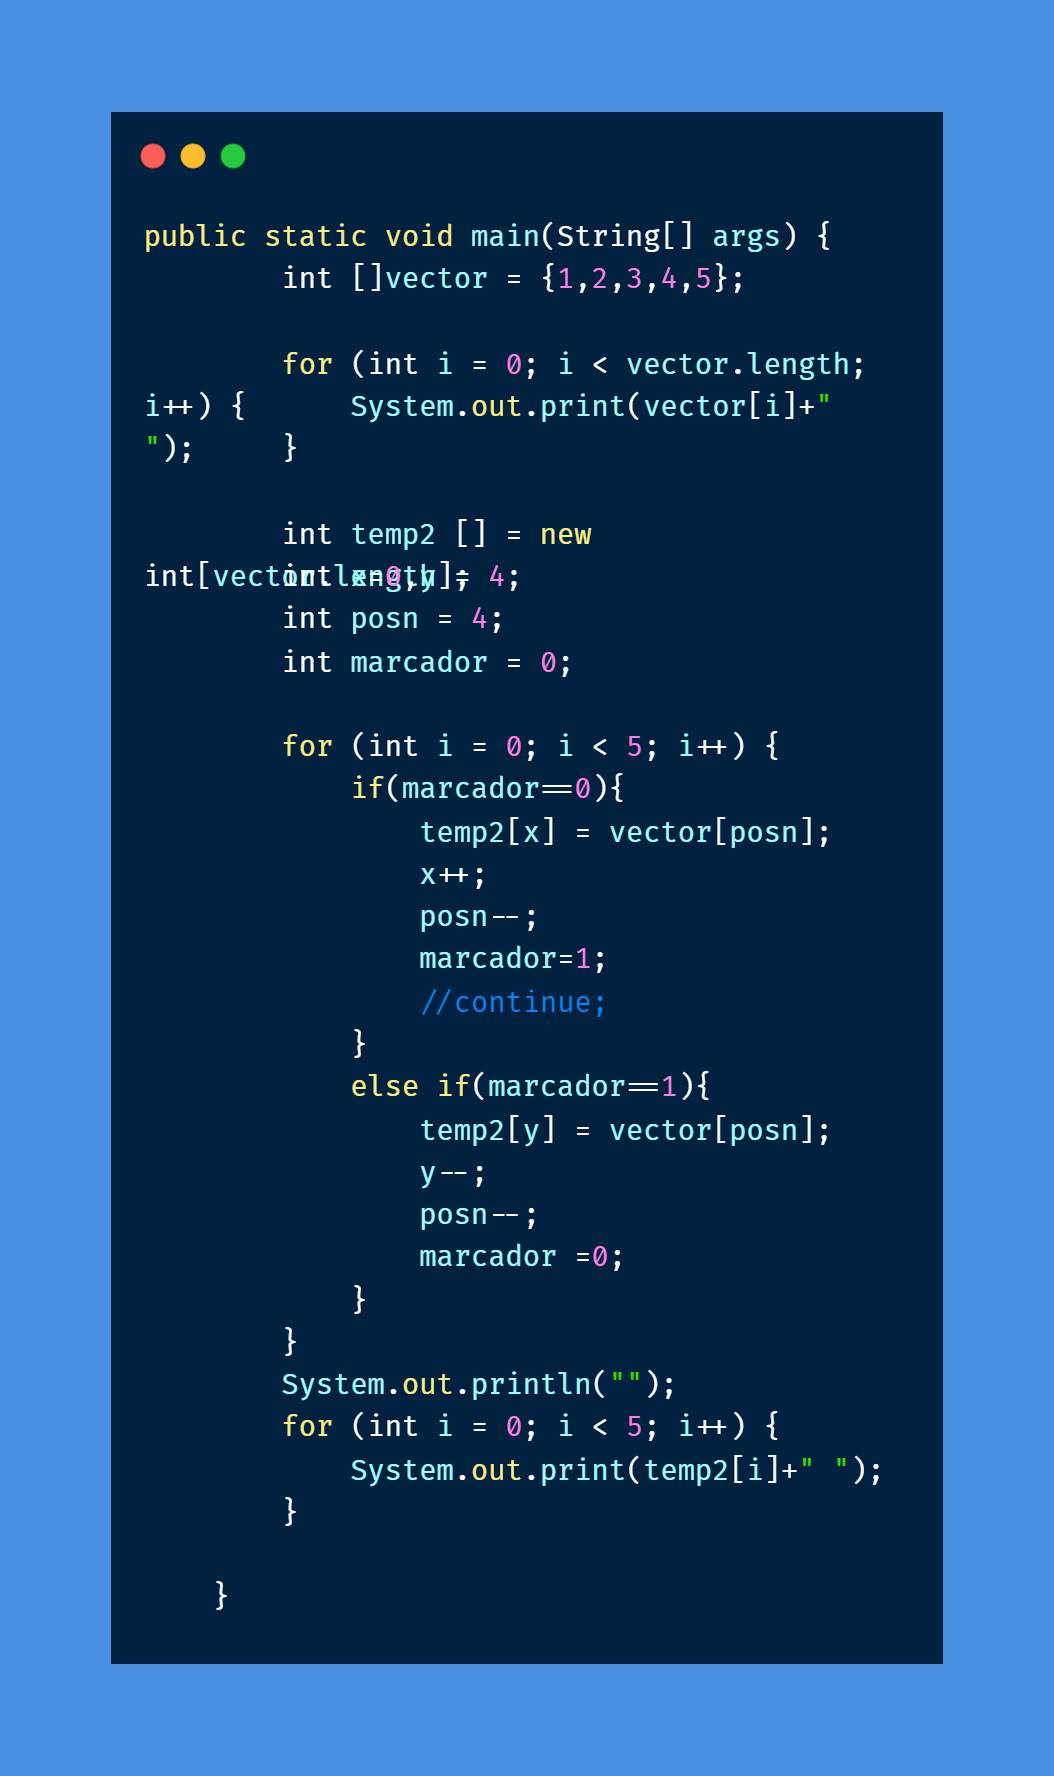 public static void main(String[] args) {
int []vector = {1,2,3,4,5};
for (int i = 0; i < vector.length;
i++) { System.out.print(vector[i]+"
"); }
int temp2 [] = new
int[vector.length];
int x=0,y = 4;
int posn = 4;
int marcador = 0;
for (int i = 0; i < 5; i++) {
if(marcador==0){
temp2[x] = vector[posn];
x++;
posn--;
marcador=1;
//continue;
}
else if(marcador==1){
temp2[y] = vector[posn];
y--;
posn--;
marcador =0;
}
}
System.out.println("");
for (int i = 0; i < 5; i++) {
System.out.print(temp2[i]+" ");
}
}